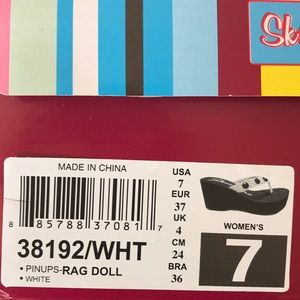 Sk
MADE IN CHINA
8 85788 37081 7
38192/WHT
• PINUPS-RAG DOLL
• WHITE
USA
7
EUR
37
UK
4
CM
24
BRA
36
WOMEN'S
7